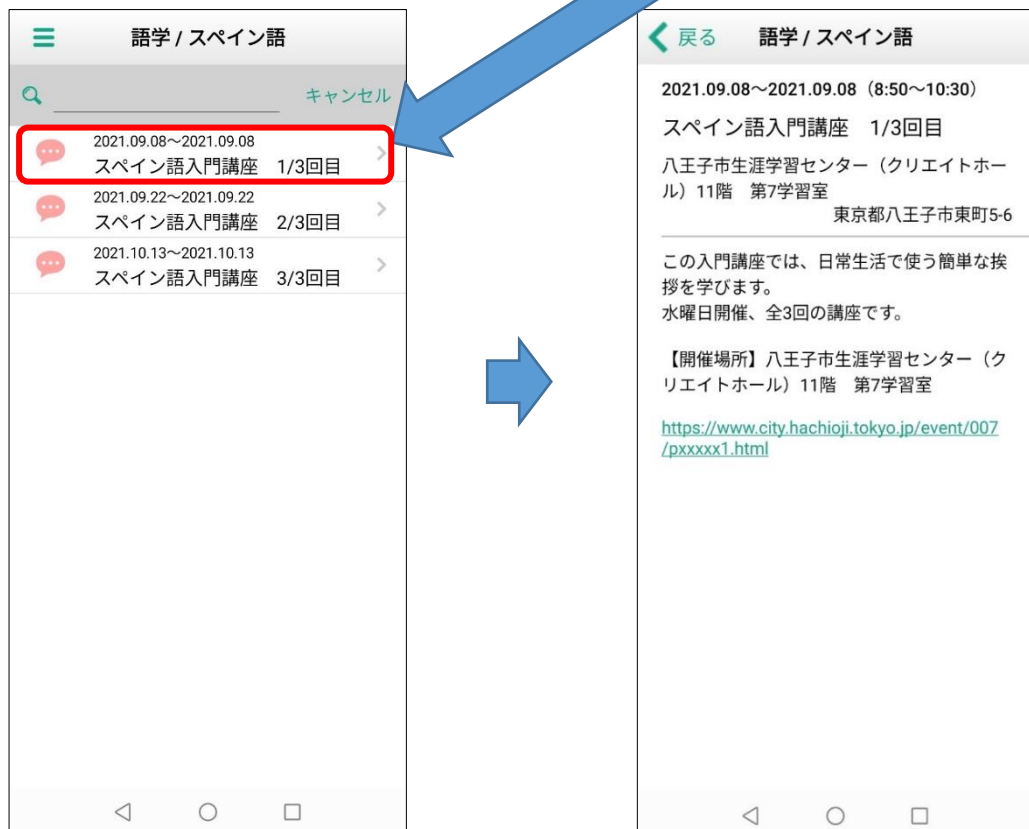 語学 / スペイン語
キャンセル
2021.09.08～2021.09.08
スペイン語入門講座　1/3回目
2021.09.22～2021.09.22
スペイン語入門講座　2/3回目
2021.10.13～2021.10.13
スペイン語入門講座　3/3回目
戻る　語学 / スペイン語
2021.09.08～2021.09.08（8:50～10:30）
スペイン語入門講座　1/3回目
八王子市生涯学習センター（クリエイトホー
ル）11階　第7学習室
東京都八王子市東町5-6
この入門講座では、日常生活で使う簡単な挨
拶を学びます。
水曜日開催、全3回の講座です。
【開催場所】八王子市生涯学習センター（ク
リエイトホール）11階　第7学習室
https://www.city.hachioji.tokyo.jp/event/007
/pxxxxx1.html